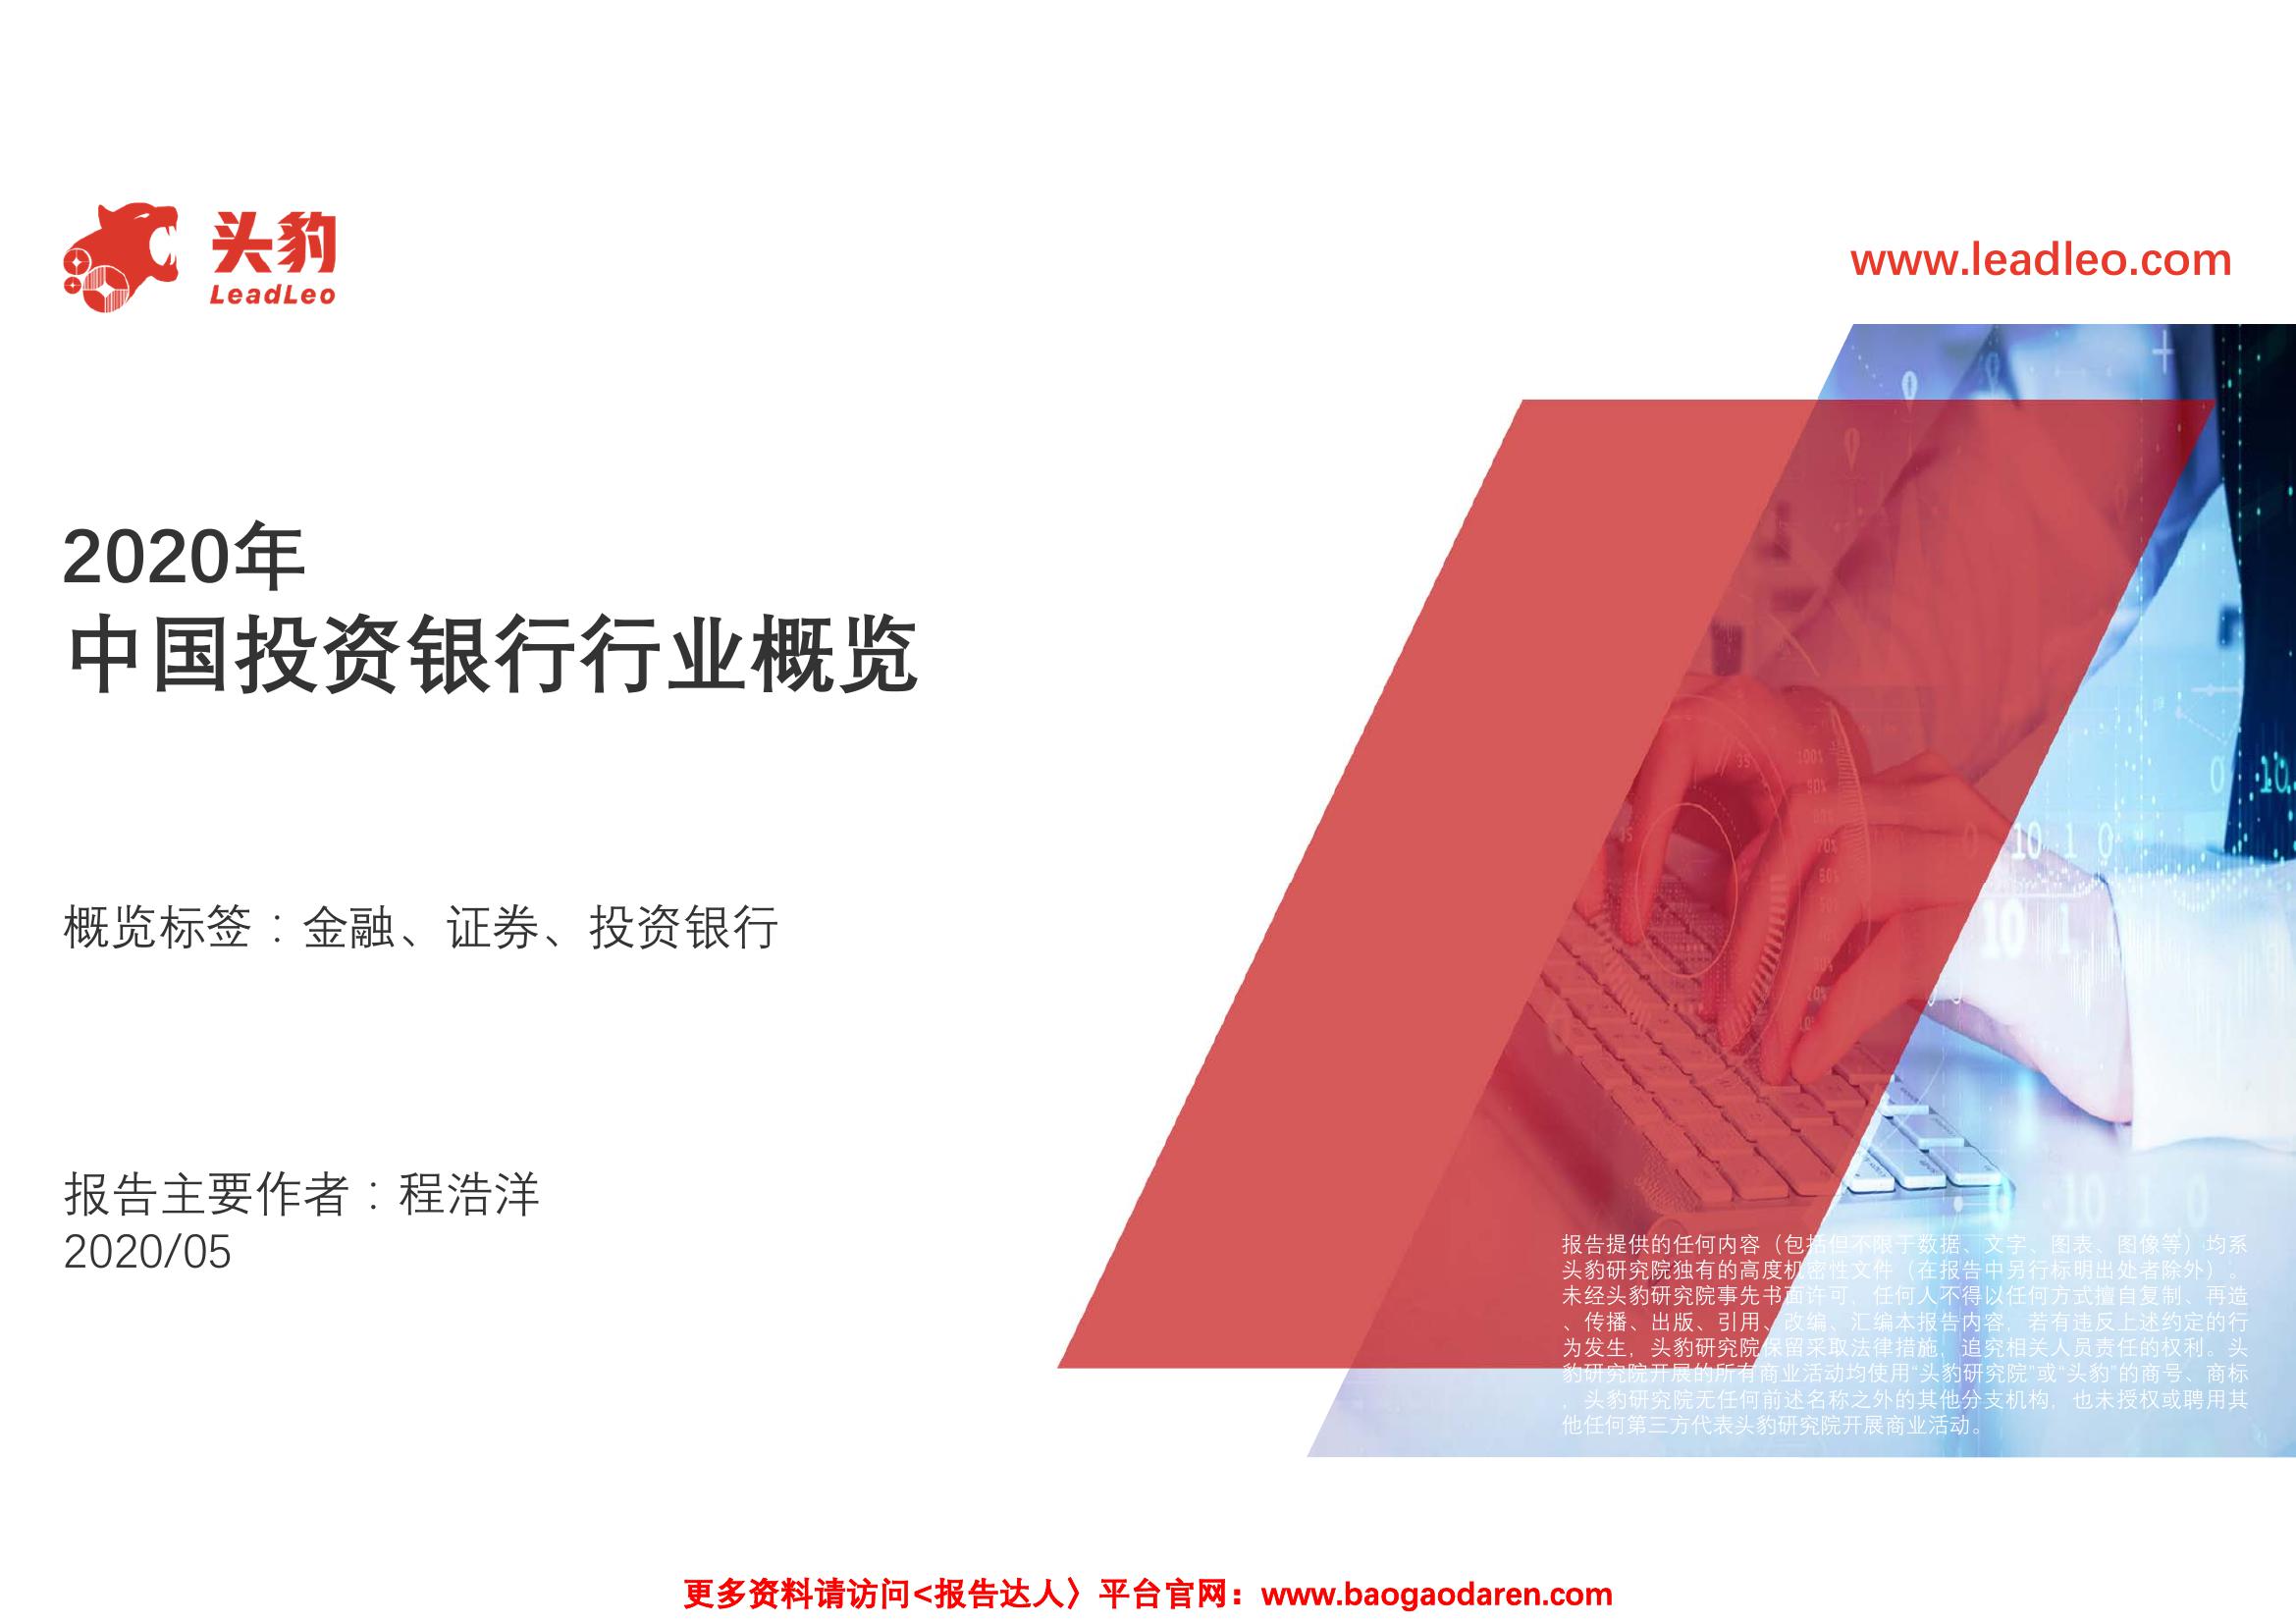 头豹
LeadLeo
www.leadleo.com
2020年
中国投资银行行业概览
概览标签：金融、证券、投资银行
报告主要作者：程浩洋
2020/05
报告提供的任何内容（包括但不限于数据、文字、图表、图像等）均系
头豹研究院独有的高度机密性文件（在报告中另行标明出处者除外）。
未经头豹研究院事先书面许可，任何人不得以任何方式擅自复制、再造
、传播、出版、引用、改编、汇编本报告内容，若有违反上述约定的行
为发生，头豹研究院保留采取法律措施，追究相关人员责任的权利。头
豹研究院开展的所有商业活动均使用“头豹研究院”或“头豹”的商号、商标
，头豹研究院无任何前述名称之外的其他分支机构，也未授权或聘用其
他任何第三方代表头豹研究院开展商业活动。
更多资料请访问<报告达人〉平台官网：www.baogaodaren.com